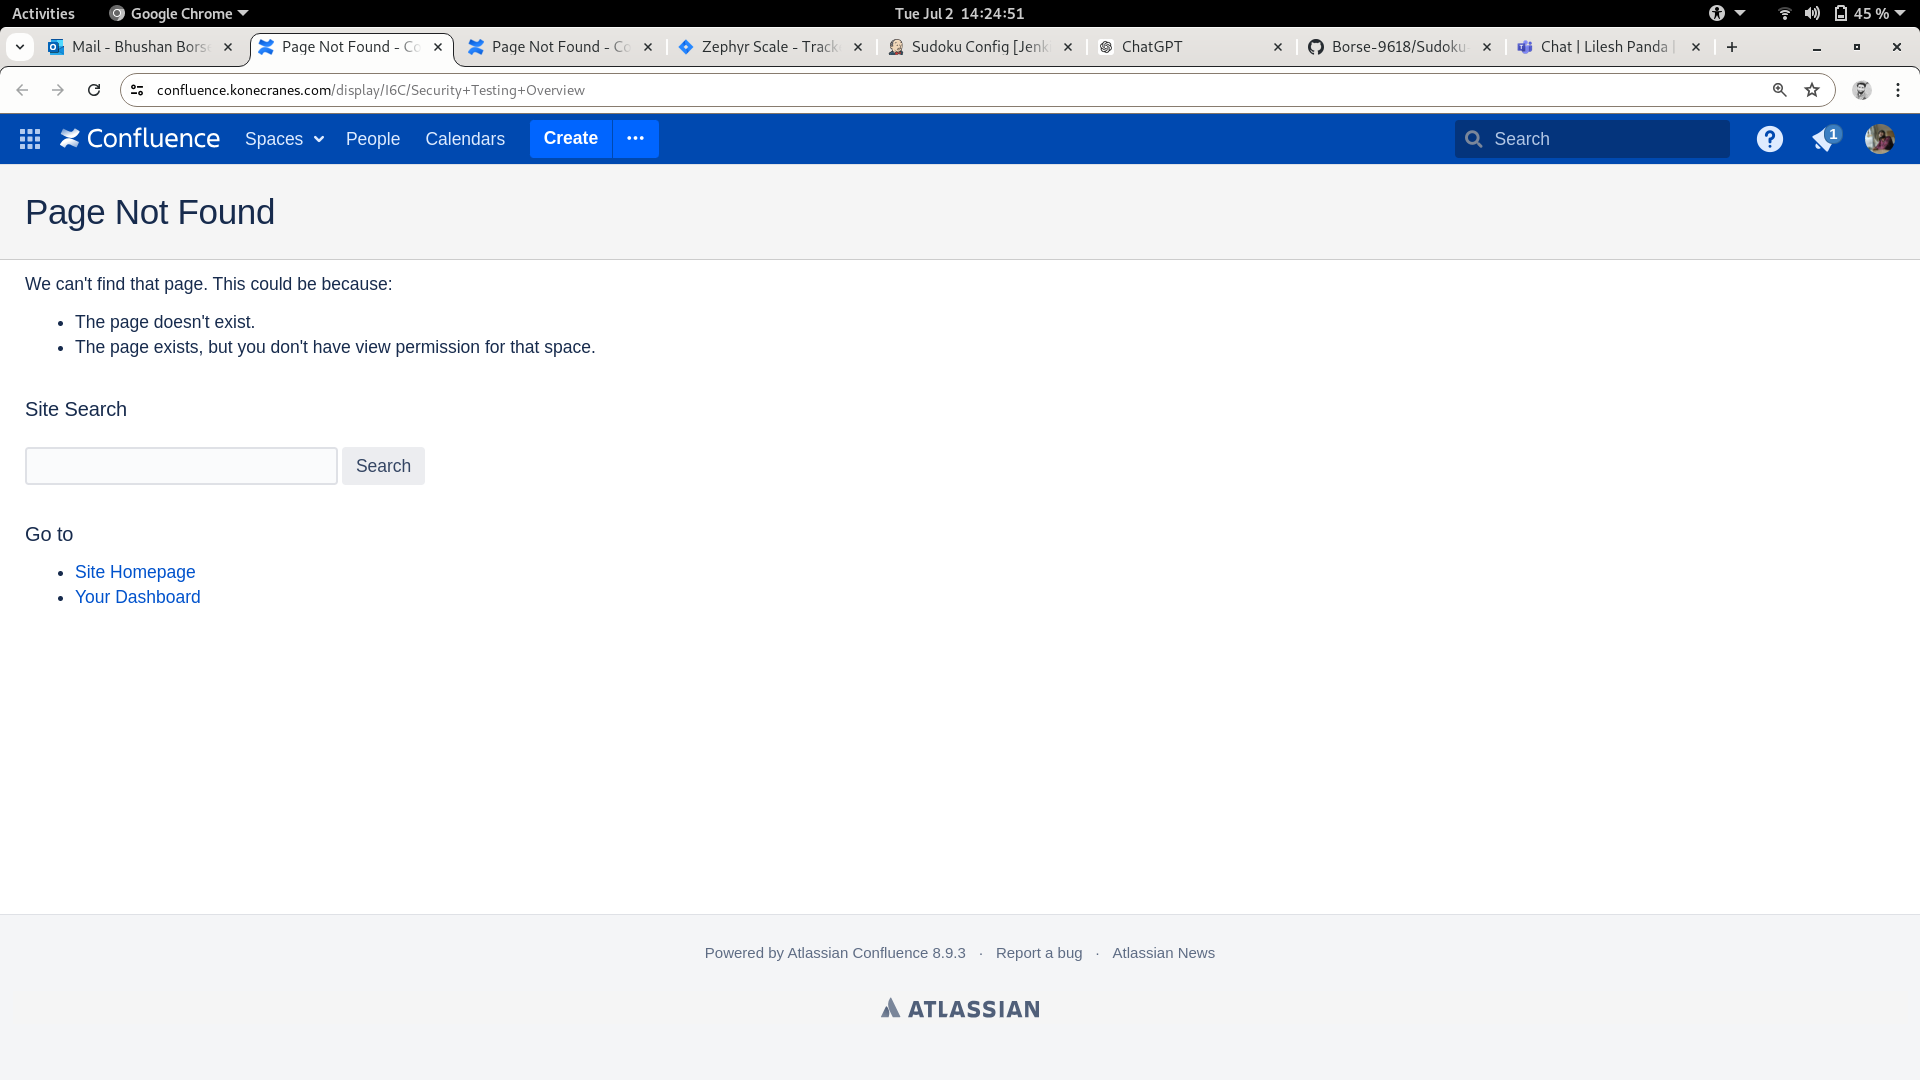 Activities Google Chrome Tue Jul 2 14:24:51 45 %
Mail - Bhushan Borse Page Not Found - Co Page Not Found - Co Zephyr Scale - Track Sudoku Config [Jenk ChatGPT Borse-9618/Sudoku Chat | Lilesh Panda |
confluence.konecranes.com/display/I6C/Security+Testing+Overview
Confluence Spaces People Calendars Create ••• Search 1
Page Not Found
We can't find that page. This could be because:
• The page doesn't exist.
• The page exists, but you don't have view permission for that space.
Site Search
Search
Go to
• Site Homepage
• Your Dashboard
Powered by Atlassian Confluence 8.9.3 · Report a bug · Atlassian News
ATLASSIAN